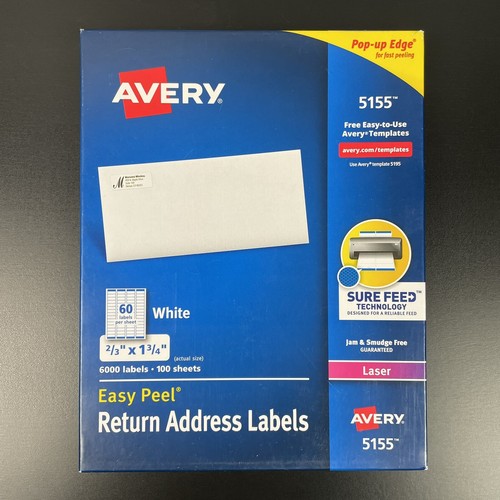 Pop-up Edge®
for fast peeling
AVERY®
5155™
Free Easy-to-Use
Avery® Templates
avery.com/templates
Use Avery® template 5195
M
60
labels
per sheet
White
2/3" x 1 3/4"
(actual size)
6000 labels • 100 sheets
SURE FEED™
TECHNOLOGY
DESIGNED FOR A RELIABLE FEED
Jam & Smudge Free
GUARANTEED
Laser
Easy Peel®
Return Address Labels
AVERY
5155™